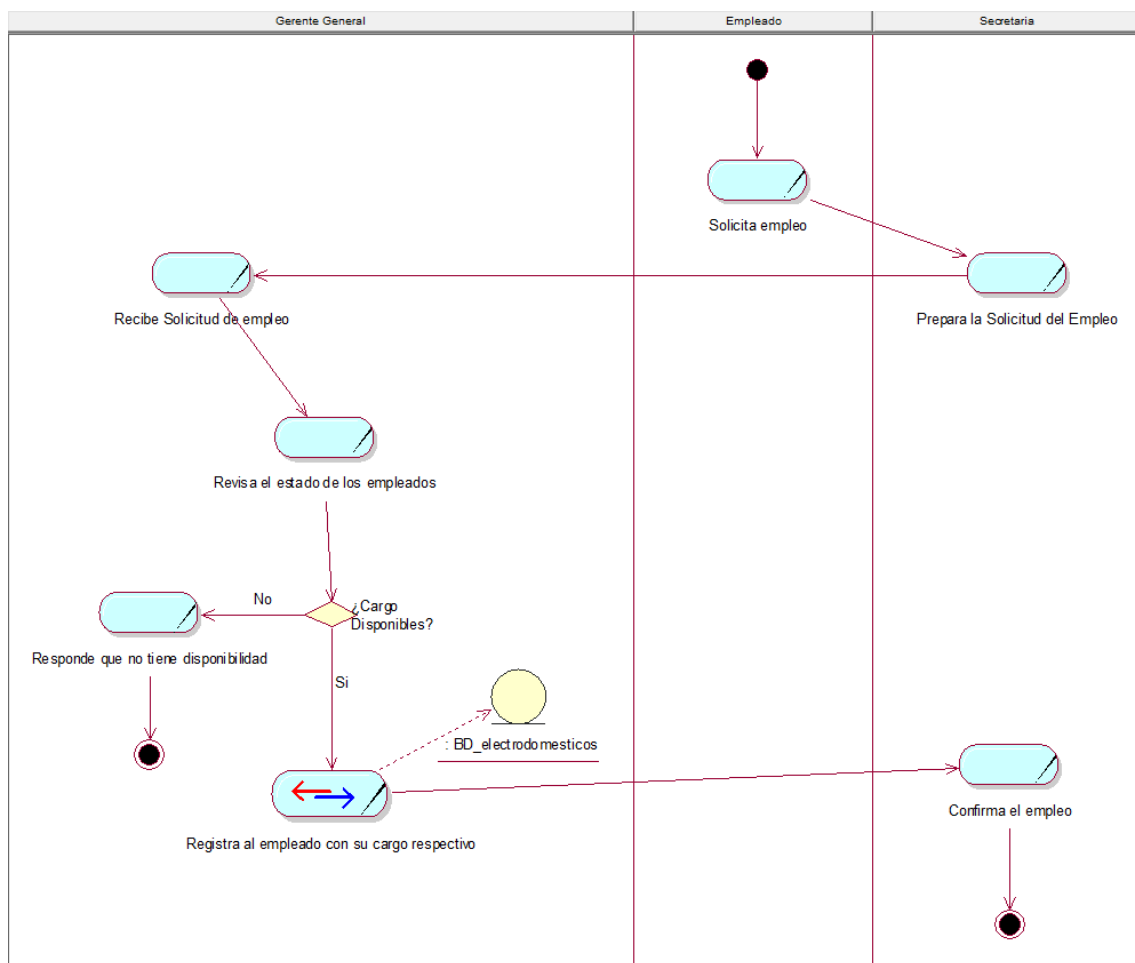 Gerente General
Empleado
Secretaria
Solicita empleo
Recibe Solicitud de empleo
Prepara la Solicitud del Empleo
Revisa el estado de los empleados
No
¿Cargo
Disponibles?
Responde que no tiene disponibilidad
Si
: BD_electrodomesticos
Confirma el empleo
Registra al empleado con su cargo respectivo